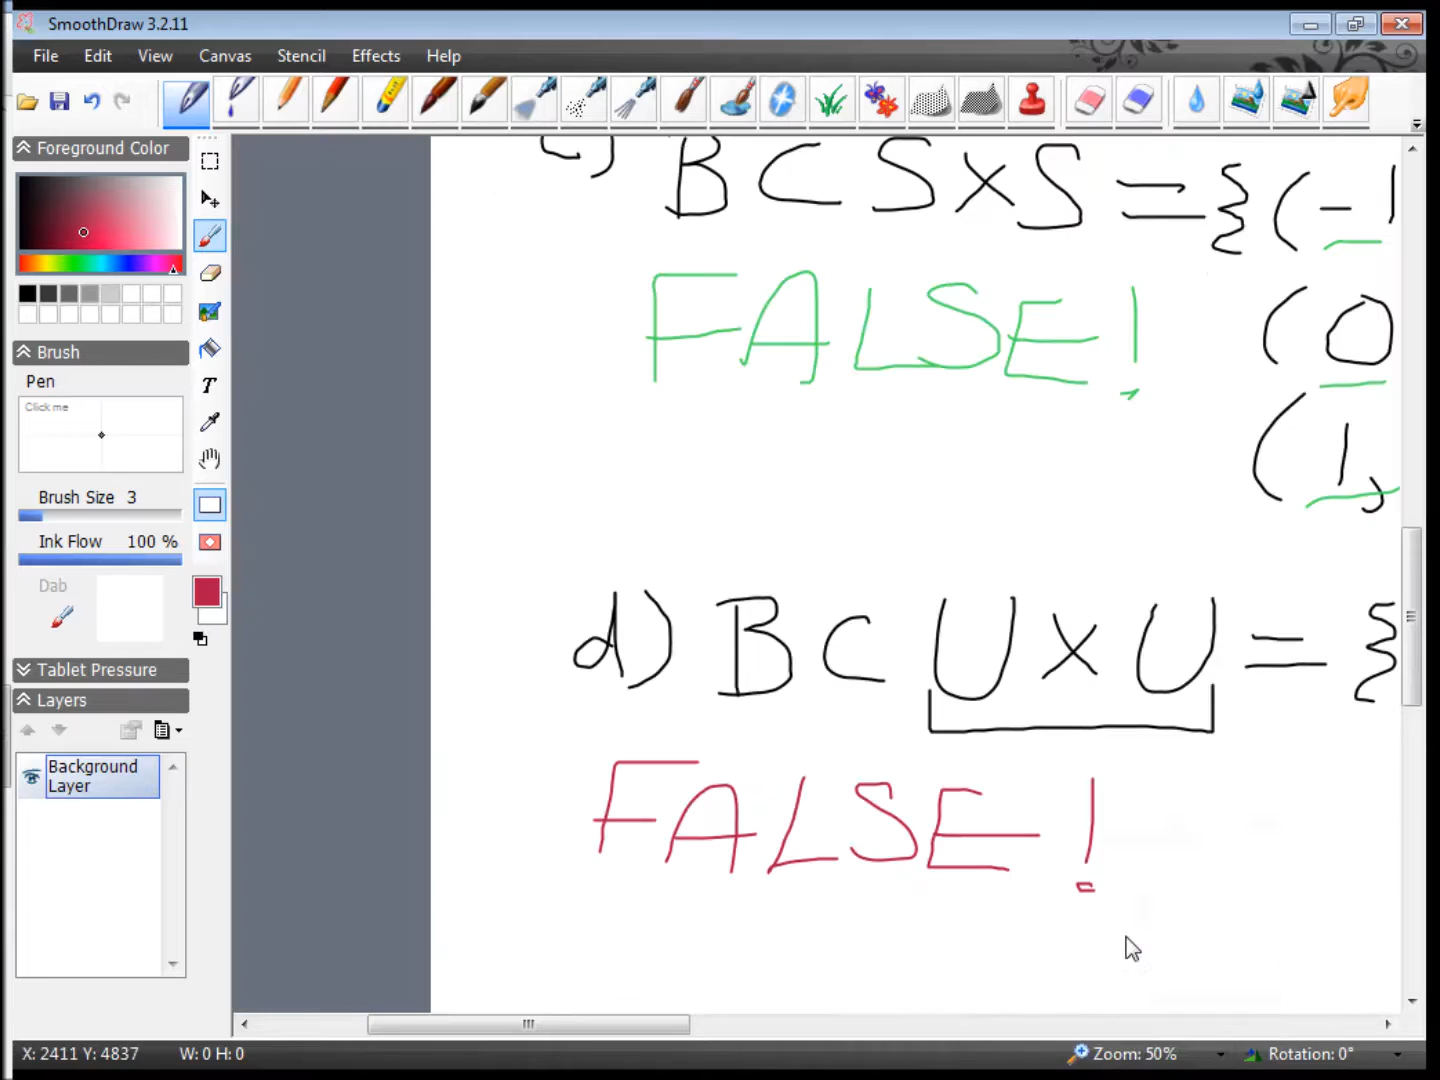 SmoothDraw 3.2.11
File Edit View Canvas Stencil Effects Help
Foreground Color
Brush
Pen
Click me
Brush Size 3
Ink Flow 100 %
Dab
Tablet Pressure
Layers
Background Layer
B ⊂ S × S = {(-1
FALSE!
(0
(1,
d) B ⊂ U × U = {
FALSE!
X: 2411 Y: 4837 W: 0 H: 0 Zoom: 50% Rotation: 0°